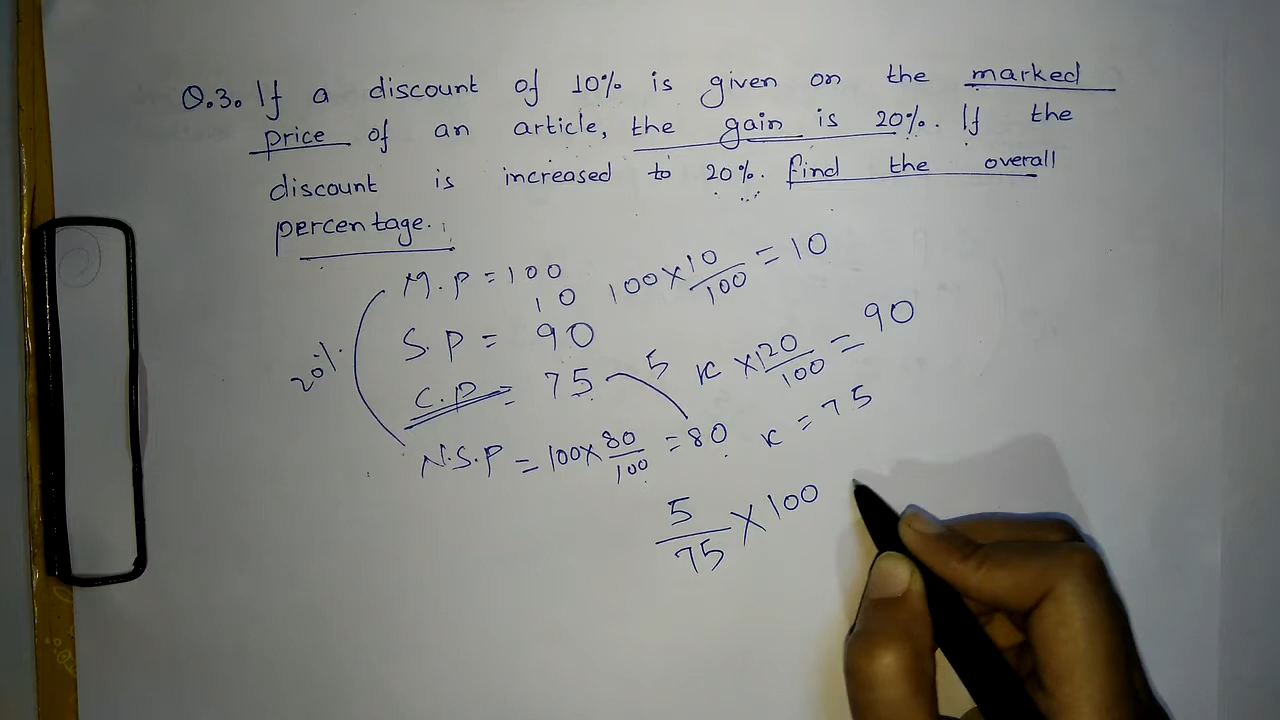 Q.3. If a discount of 10% is given on the marked
price of an article, the gain is 20%. If the
discount is increased to 20%. find the overall
percentage.
M.P = 100
10 100 × 10/100 = 10
S.P = 90
20%
C.P = 75 5 x × 120/100 = 90
N.S.P = 100 × 80/100 = 80 x = 75
5/75 × 100